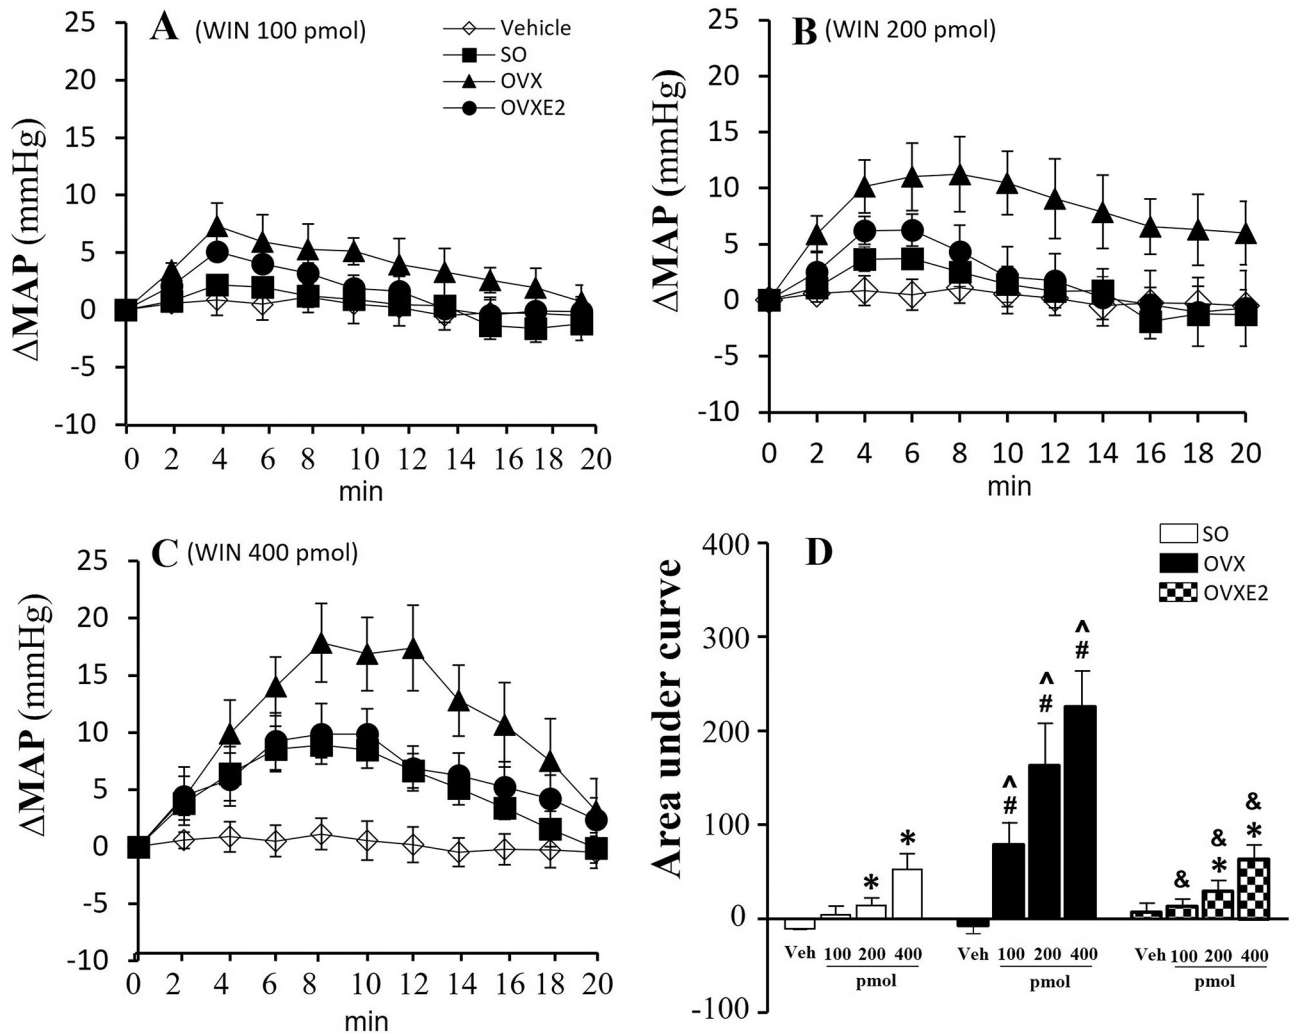 A (WIN 100 pmol)
Vehicle
SO
OVX
OVXE2
ΔMAP (mmHg)
25
20
15
10
5
0
-5
-10
0 2 4 6 8 10 12 14 16 18 20
min
B (WIN 200 pmol)
ΔMAP (mmHg)
25
20
15
10
5
0
-5
-10
0 2 4 6 8 10 12 14 16 18 20
min
C (WIN 400 pmol)
ΔMAP (mmHg)
25
20
15
10
5
0
-5
-10
0 2 4 6 8 10 12 14 16 18 20
min
D
SO
OVX
OVXE2
Area under curve
400
300
200
100
0
-100
* *
^ ^ ^
# # #
& & &
* *
Veh 100 200 400
pmol
Veh 100 200 400
pmol
Veh 100 200 400
pmol